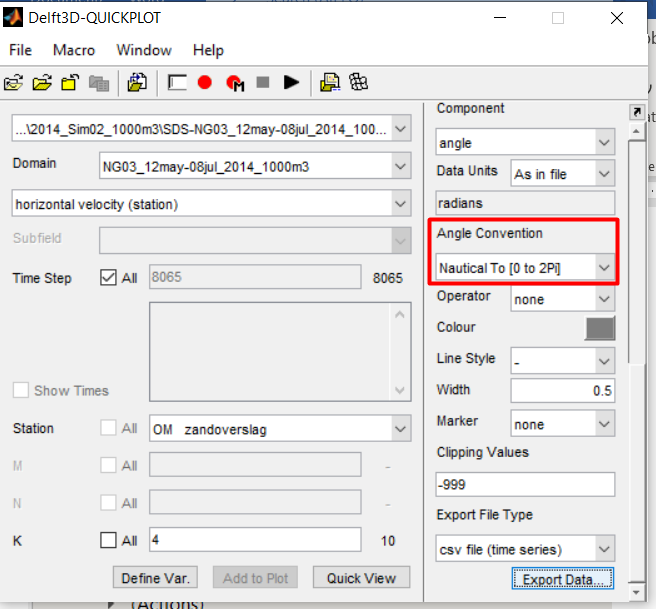 Delft3D-QUICKPLOT
File Macro Window Help
...\2014_Sim02_1000m3\SDS-NG03_12may-08jul_2014_100...
Domain NG03_12may-08jul_2014_1000m3
horizontal velocity (station)
Subfield
Time Step All 8065 8065
Show Times
Station All OM zandoverslag
M All -
N All -
K All 4 10
Define Var. Add to Plot Quick View
Component
angle
Data Units As in file
radians
Angle Convention
Nautical To [0 to 2Pi]
Operator none
Colour
Line Style -
Width 0.5
Marker none
Clipping Values
-999
Export File Type
csv file (time series)
Export Data...
(Actions)